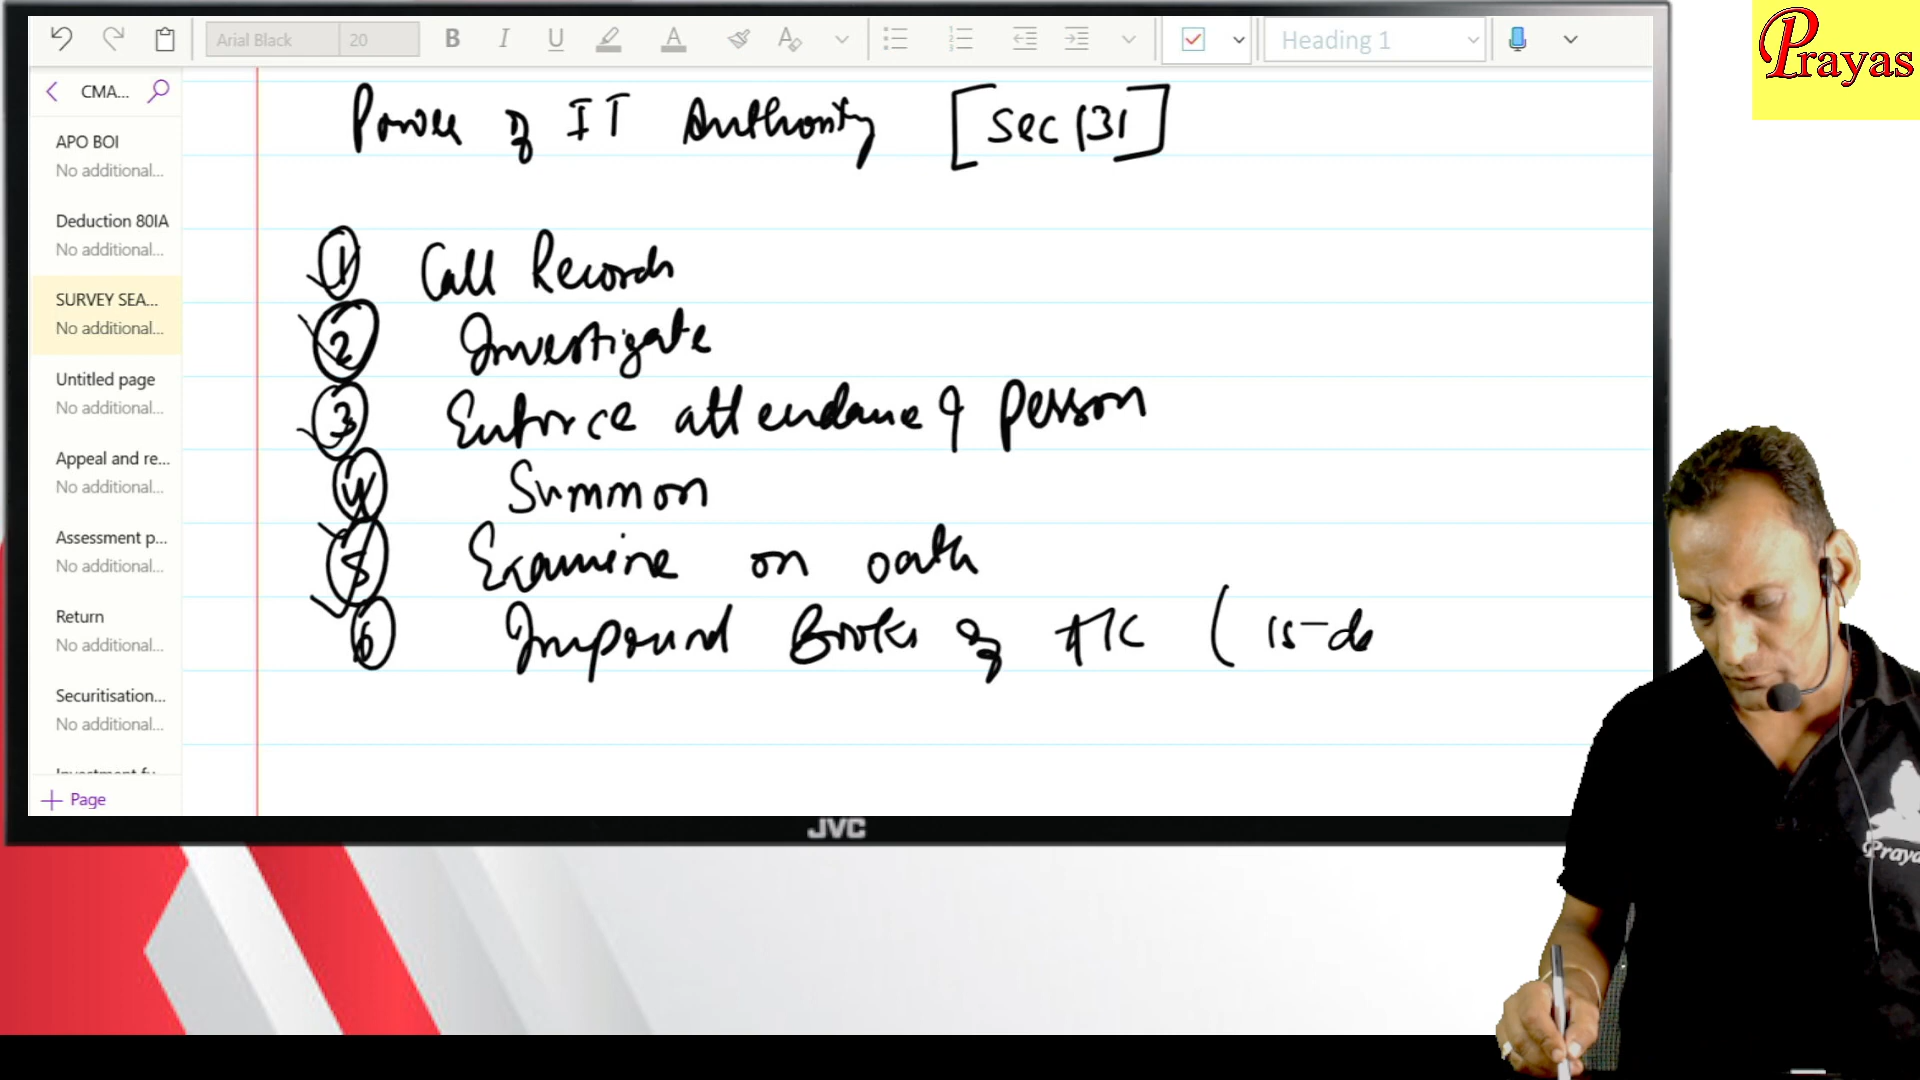 Arial Black 20 B I U A A Heading 1
Prayas
CMA...
APO BOI
No additional...
Deduction 80IA
No additional...
SURVEY SEA...
No additional...
Untitled page
No additional...
Appeal and re...
No additional...
Assessment p...
No additional...
Return
No additional...
Securitisation...
No additional...
Page
Power of IT Authority [Sec 131]
1 Call Records
2 Investigate
3 Enforce attendance of Person
4 Summon
5 Examine on oath
6 Impound Books of A/C ( 15-da
JVC
Praya